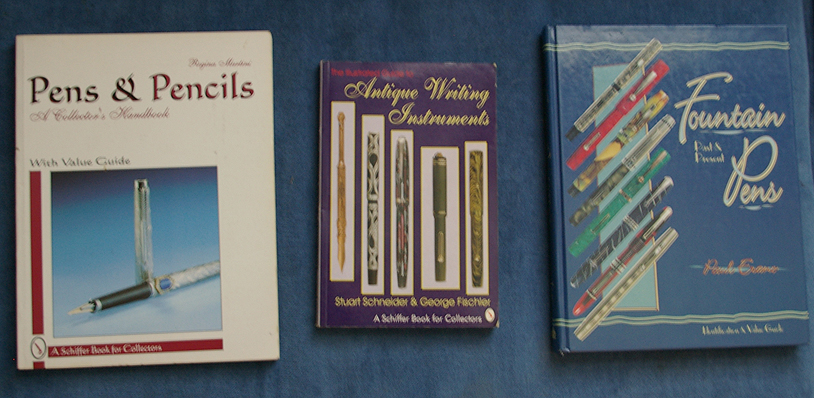 Regina Martini
Pens & Pencils
A Collector's Handbook
With Value Guide
A Schiffer Book for Collectors
The Illustrated Guide to
Antique Writing
Instruments
Stuart Schneider & George Fischler
A Schiffer Book for Collectors
Fountain
Past &
Present
Pens
Paul Erano
Identification & Value Guide